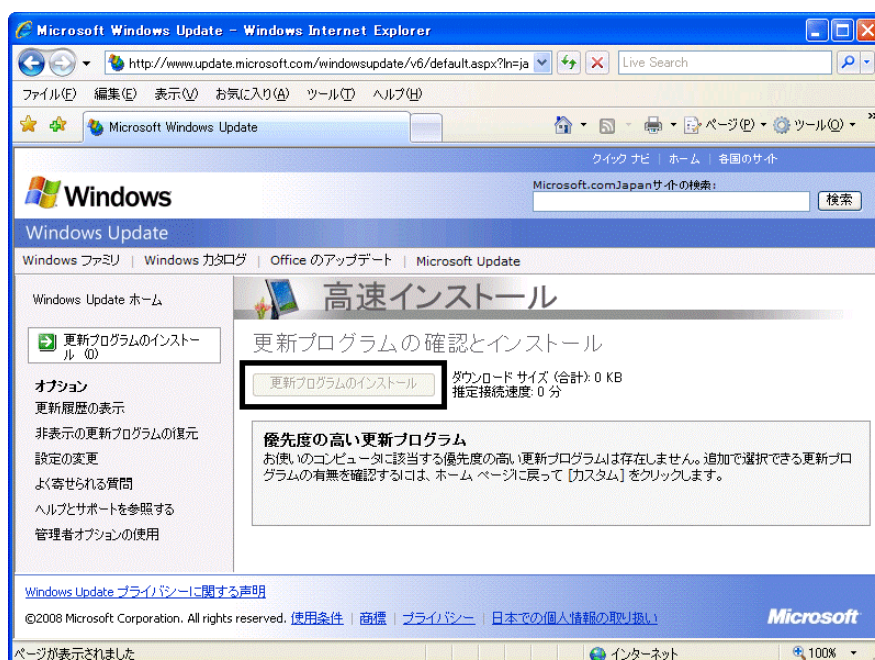 Microsoft Windows Update - Windows Internet Explorer
http://www.update.microsoft.com/windowsupdate/v6/default.aspx?ln=ja
Live Search
ファイル(F) 編集(E) 表示(V) お気に入り(A) ツール(T) ヘルプ(H)
Microsoft Windows Update
ページ(P) ツール(O)
クイック ナビ | ホーム | 各国のサイト
Windows
Microsoft.comJapanサイトの検索:
検索
Windows Update
Windows ファミリ | Windows カタログ | Office のアップデート | Microsoft Update
Windows Update ホーム
高速インストール
更新プログラムのインストー
ル (0)
更新プログラムの確認とインストール
更新プログラムのインストール
ダウンロード サイズ (合計): 0 KB
推定接続速度: 0 分
オプション
更新履歴の表示
非表示の更新プログラムの復元
設定の変更
よく寄せられる質問
ヘルプとサポートを参照する
管理者オプションの使用
優先度の高い更新プログラム
お使いのコンピュータに該当する優先度の高い更新プログラムは存在しません。追加で選択できる更新プロ
グラムの有無を確認するには、ホーム ページに戻って [カスタム] をクリックします。
Windows Update プライバシーに関する声明
©2008 Microsoft Corporation. All rights reserved. 使用条件 | 商標 | プライバシー | 日本での個人情報の取り扱い
Microsoft
ページが表示されました
インターネット
100%